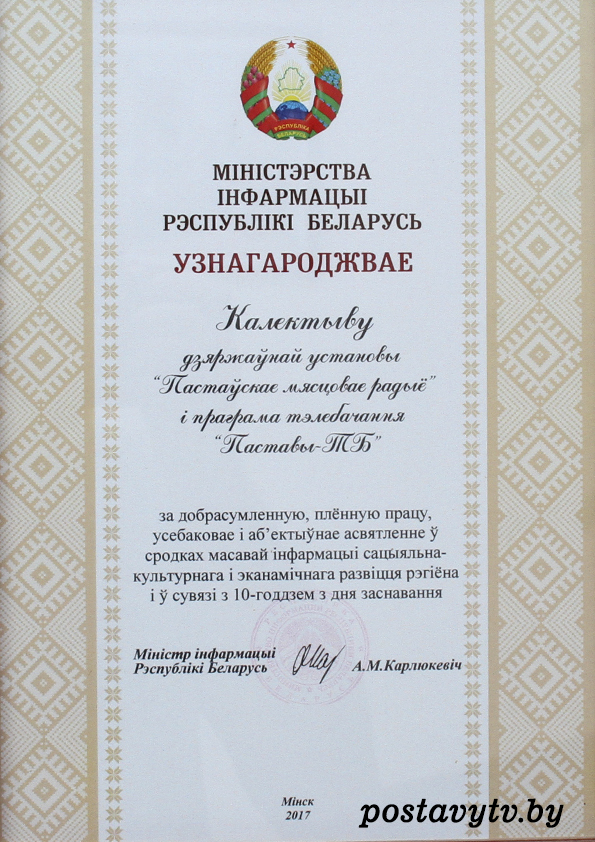 РЭСПУБЛІКА
БЕЛАРУСЬ
МІНІСТЭРСТВА
ІНФАРМАЦЫІ
РЭСПУБЛІКІ БЕЛАРУСЬ
УЗНАГАРОДЖВАЕ
Калектыву
дзяржаўнай установы
“Пастаўскае мясцовае радыё”
і праграма тэлебачання
“Паставы-ТБ”
за добрасумленную, плённую працу,
усебаковае і аб’ектыўнае асвятленне ў
сродках масавай інфармацыі сацыяльна-
культурнага і эканамічнага развіцця рэгіёна
і ў сувязі з 10-годдзем з дня заснавання
Міністр інфармацыі
Рэспублікі Беларусь
А.М.Карлюкевіч
Мінск
2017
postavytv.by